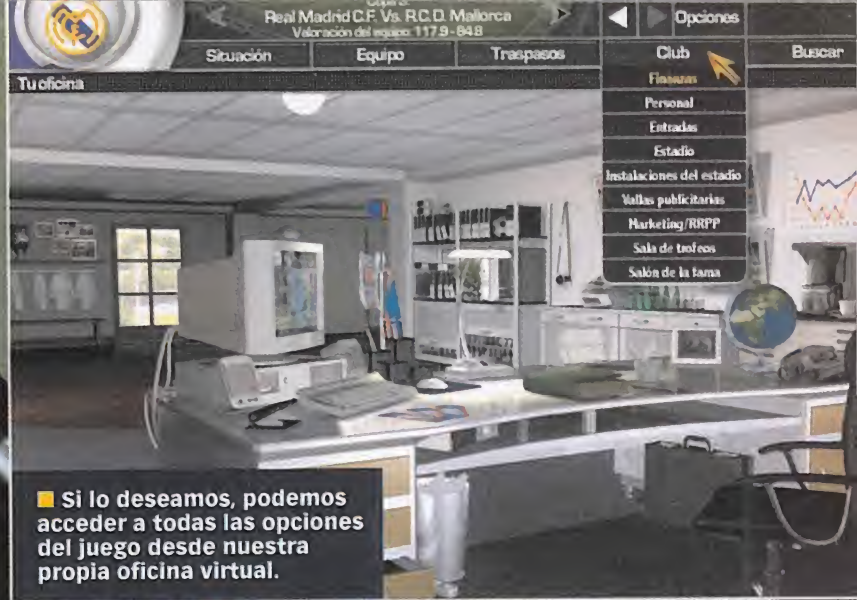 Copa 3:
Real Madrid C.F. Vs. R.C.D. Mallorca
Valoración del equipo: 117.9 - 84.8
Opciones
Situación Equipo Traspasos Club Buscar
Tu oficina
Finanzas
Personal
Entradas
Estadio
Instalaciones del estadio
Vallas publicitarias
Marketing/RRPP
Sala de trofeos
Salón de la fama
Si lo deseamos, podemos
acceder a todas las opciones
del juego desde nuestra
propia oficina virtual.